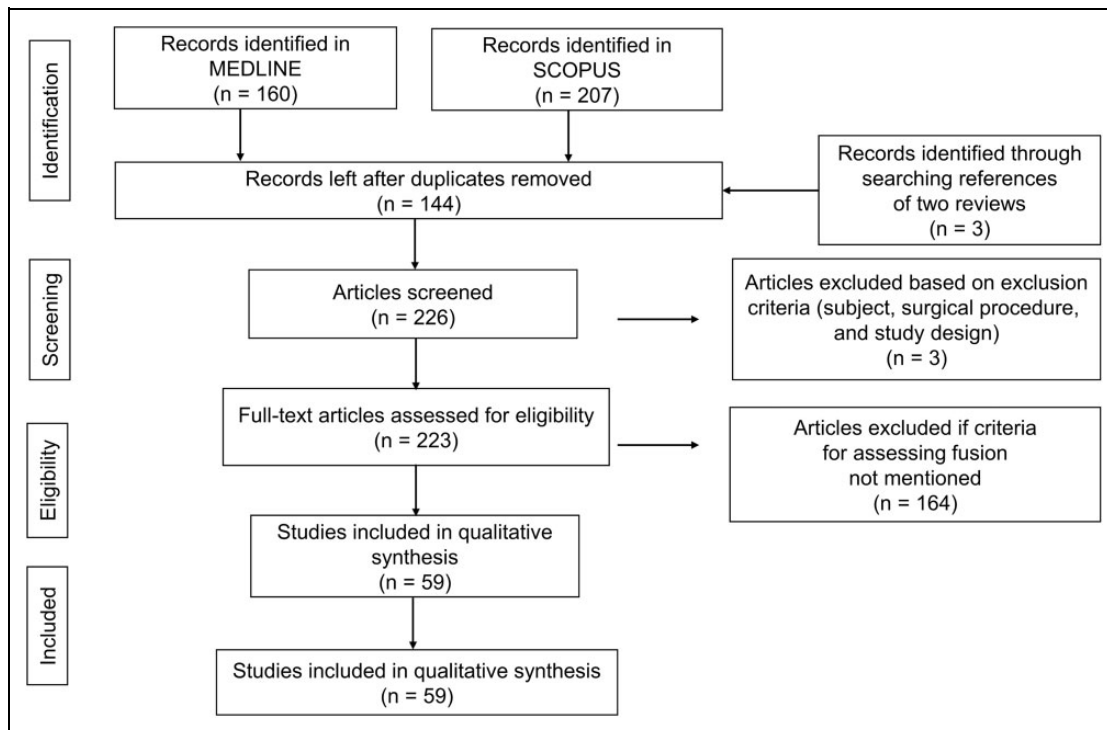 Identification
Records identified in
MEDLINE
(n = 160)
Records identified in
SCOPUS
(n = 207)
Records left after duplicates removed
(n = 144)
Records identified through
searching references
of two reviews
(n = 3)
Screening
Articles screened
(n = 226)
Articles excluded based on exclusion
criteria (subject, surgical procedure,
and study design)
(n = 3)
Eligibility
Full-text articles assessed for eligibility
(n = 223)
Articles excluded if criteria
for assessing fusion
not mentioned
(n = 164)
Studies included in qualitative
synthesis
(n = 59)
Included
Studies included in qualitative synthesis
(n = 59)